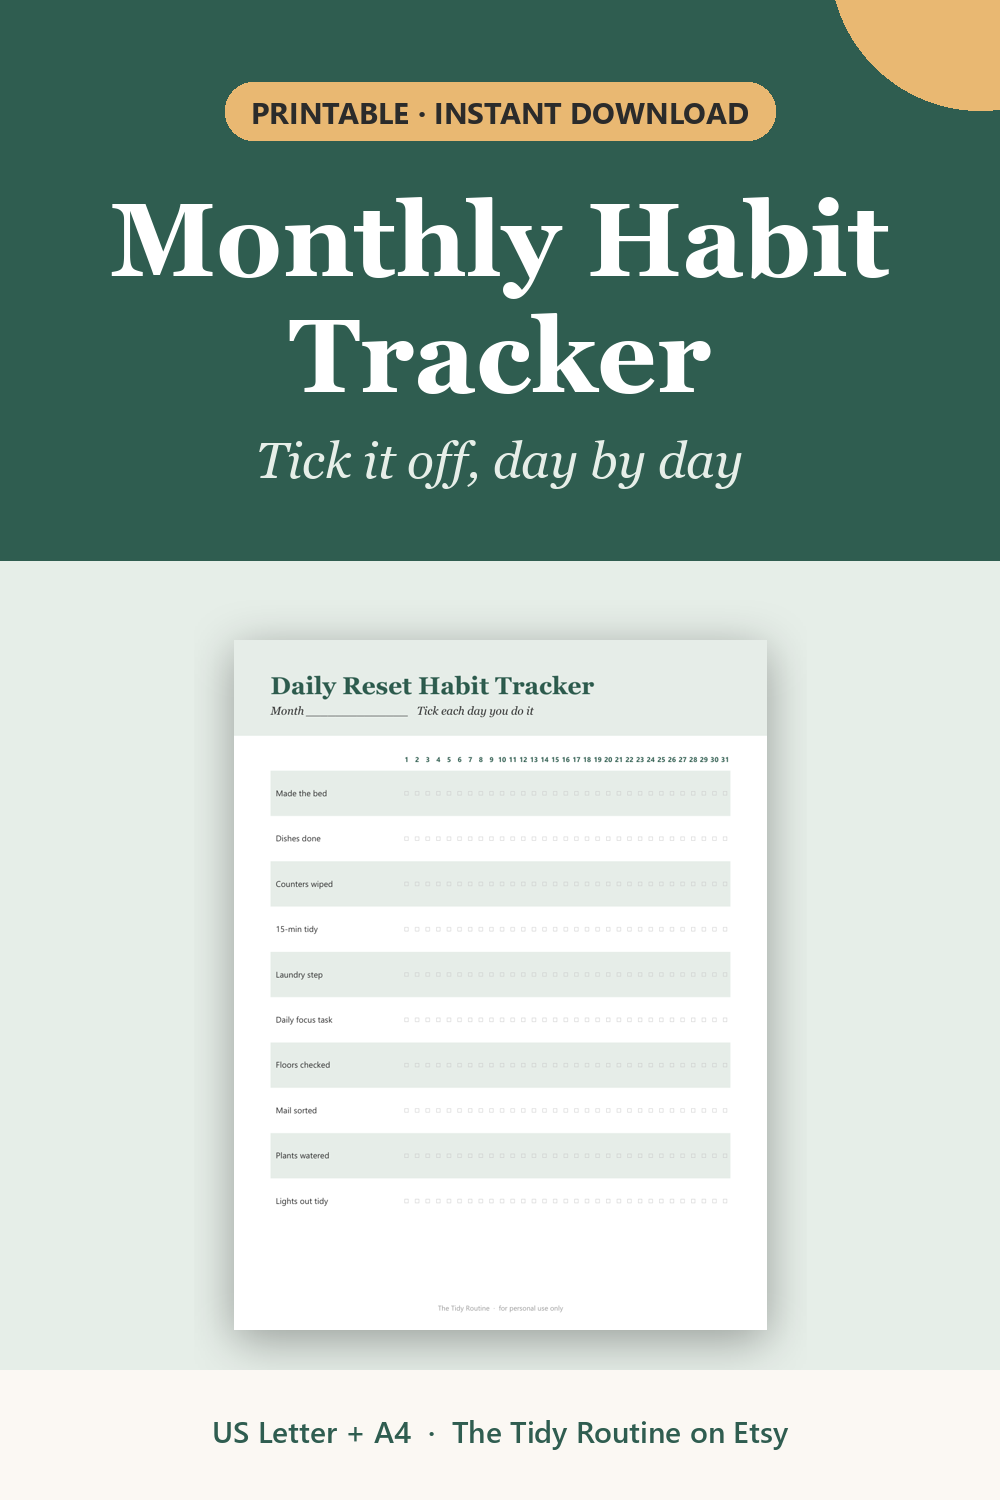 PRINTABLE · INSTANT DOWNLOAD
Monthly Habit
Tracker
Tick it off, day by day
Daily Reset Habit Tracker
Month_________________ Tick each day you do it
1 2 3 4 5 6 7 8 9 10 11 12 13 14 15 16 17 18 19 20 21 22 23 24 25 26 27 28 29 30 31
Made the bed
Dishes done
Counters wiped
15-min tidy
Laundry step
Daily focus task
Floors checked
Mail sorted
Plants watered
Lights out tidy
The Tidy Routine · for personal use only
US Letter + A4 · The Tidy Routine on Etsy